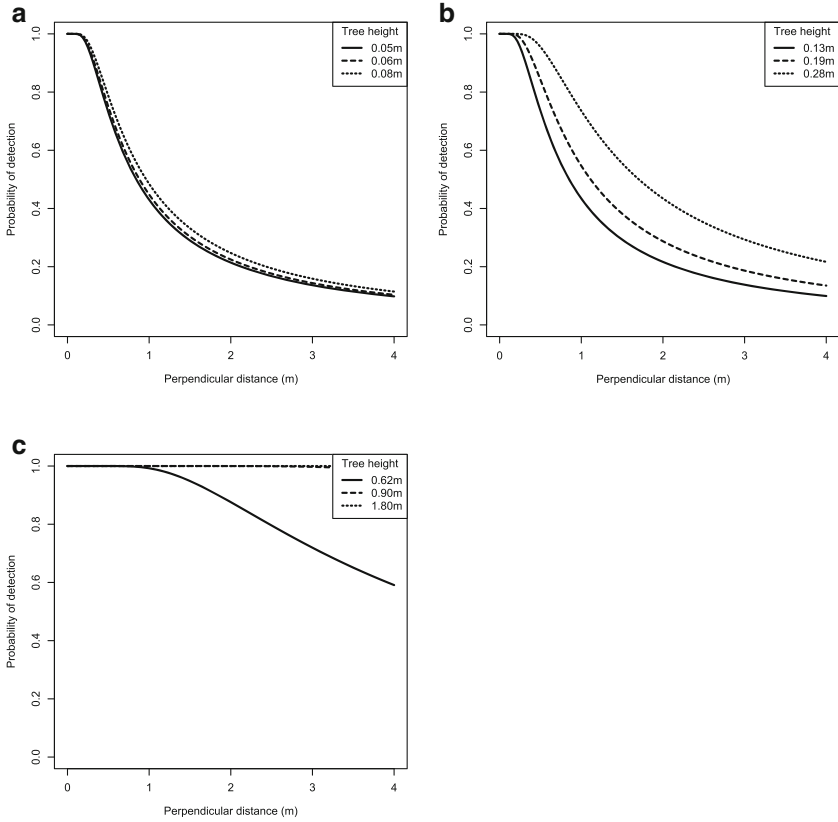 a
Tree height
0.05m
0.06m
0.08m
Probability of detection
0.0 0.2 0.4 0.6 0.8 1.0
0 1 2 3 4
Perpendicular distance (m)
b
Tree height
0.13m
0.19m
0.28m
Probability of detection
0.0 0.2 0.4 0.6 0.8 1.0
0 1 2 3 4
Perpendicular distance (m)
c
Tree height
0.62m
0.90m
1.80m
Probability of detection
0.0 0.2 0.4 0.6 0.8 1.0
0 1 2 3 4
Perpendicular distance (m)